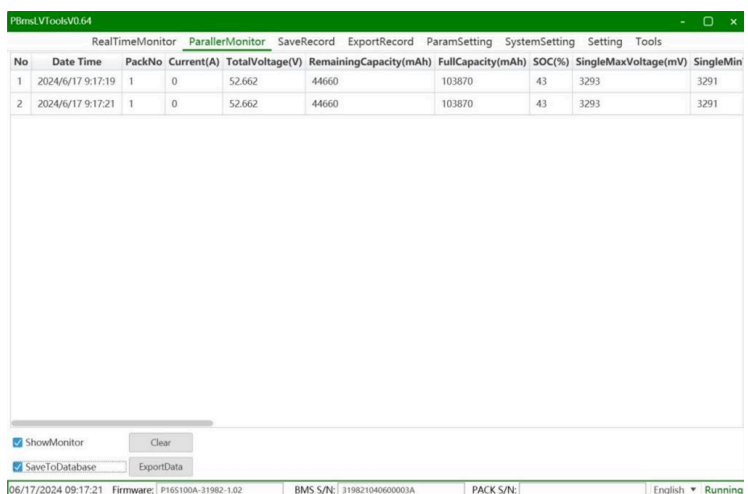 PBmsLVToolsV0.64
RealTimeMonitor ParallerMonitor SaveRecord ExportRecord ParamSetting SystemSetting Setting Tools
No Date Time PackNo Current(A) TotalVoltage(V) RemainingCapacity(mAh) FullCapacity(mAh) SOC(%) SingleMaxVoltage(mV) SingleMin
1 2024/6/17 9:17:19 1 0 52.662 44660 103870 43 3293 3291
2 2024/6/17 9:17:21 1 0 52.662 44660 103870 43 3293 3291
ShowMonitor Clear
SaveToDatabase ExportData
06/17/2024 09:17:21 Firmware: P16S100A-31982-1.02 BMS S/N: 319821040600003A PACK S/N: English Running